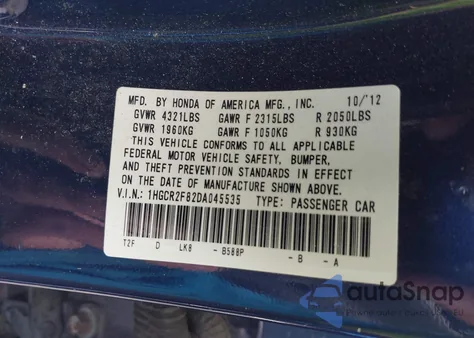 MFD. BY HONDA OF AMERICA MFG., INC. 10/'12
GVWR 4321LBS GAWR F 2315LBS R 2050LBS
GVWR 1960KG GAWR F 1050KG R 930KG
THIS VEHICLE CONFORMS TO ALL APPLICABLE
FEDERAL MOTOR VEHICLE SAFETY, BUMPER,
AND THEFT PREVENTION STANDARDS IN EFFECT
ON THE DATE OF MANUFACTURE SHOWN ABOVE.
V.I.N.: 1HGCR2F82DA045535 TYPE: PASSENGER CAR
T2F D LK8 - B588P - B - A
autoSnap